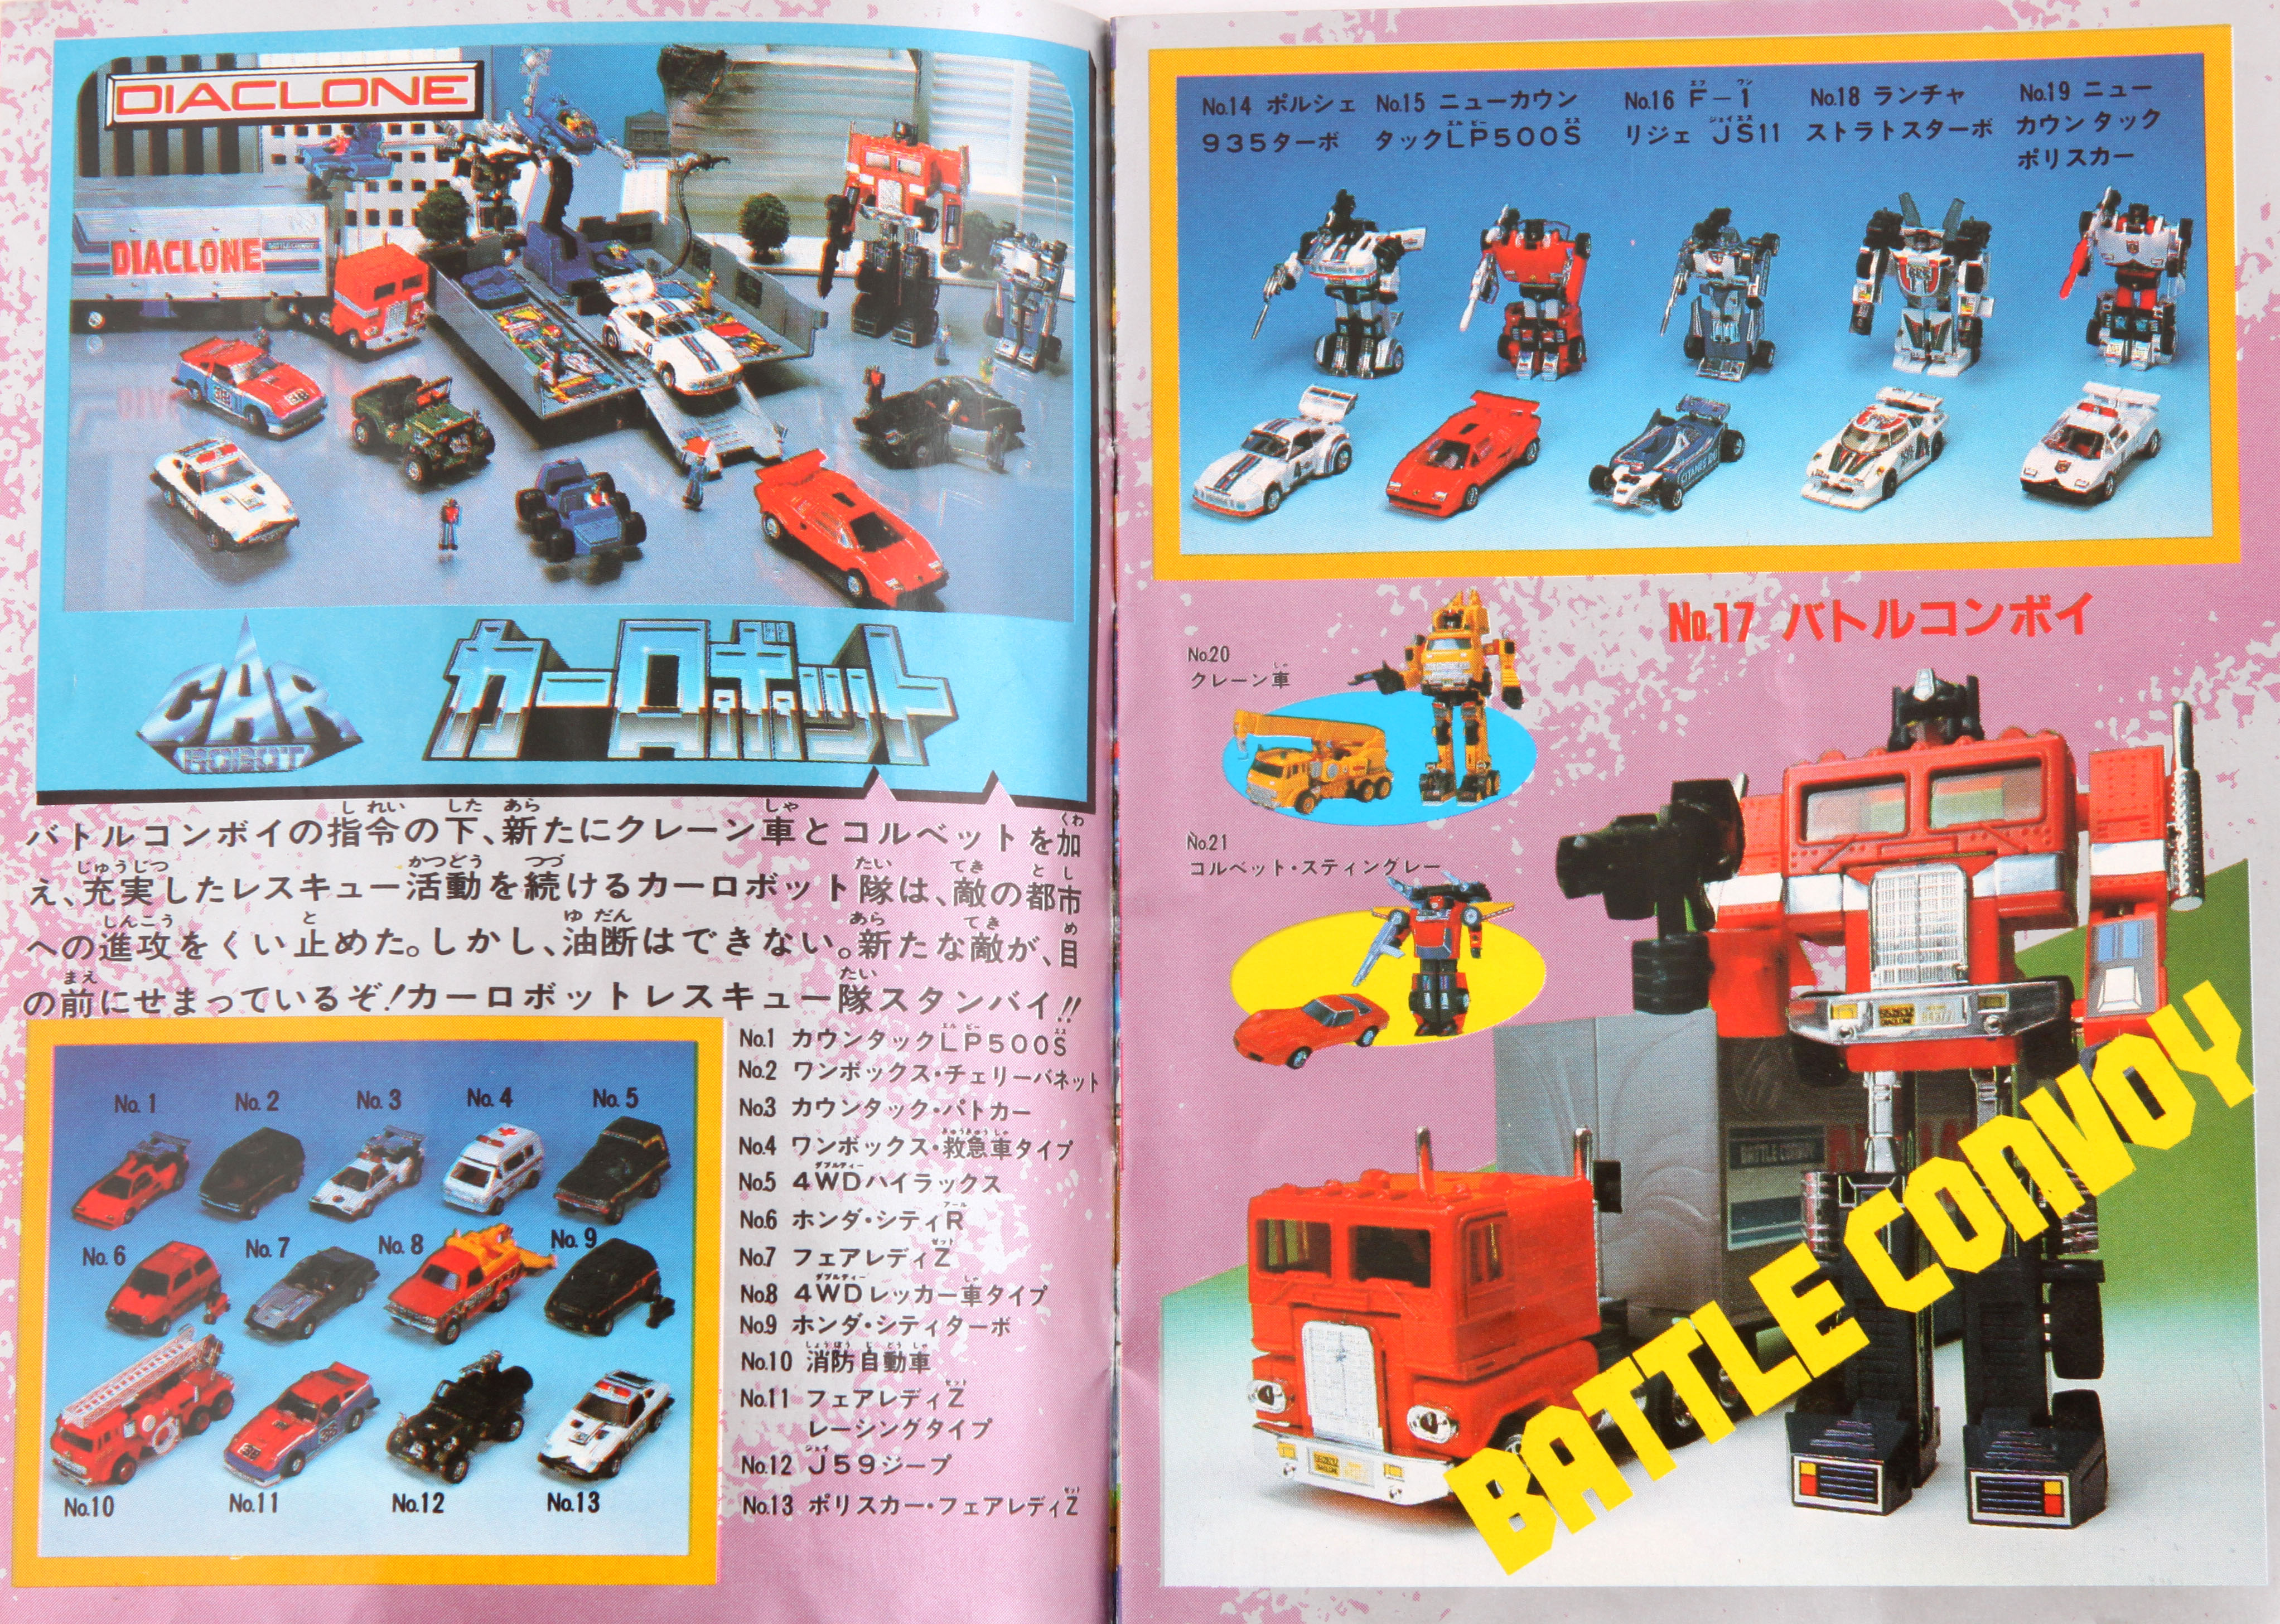 DIACLONE
DIACLONE
CAR
ROBOT
カーロボット
バトルコンボイの指令の下、新たにクレーン車とコルベットを加
え、充実したレスキュー活動を続けるカーロボット隊は、敵の都市
への進攻をくい止めた。しかし、油断はできない。新たな敵が、目
の前にせまっているぞ!カーロボットレスキュー隊スタンバイ!!
No.1
No.2
No.3
No.4
No.5
No.6
No.7
No.8
No.9
No.10
No.11
No.12
No.13
No.1 カウンタックLP500S
No.2 ワンボックス・チェリーバネット
No.3 カウンタック・パトカー
No.4 ワンボックス・救急車タイプ
No.5 4WDハイラックス
No.6 ホンダ・シティR
No.7 フェアレディZ
No.8 4WDレッカー車タイプ
No.9 ホンダ・シティターボ
No.10 消防自動車
No.11 フェアレディZ
レーシングタイプ
No.12 J59ジープ
No.13 ポリスカー・フェアレディZ
No.14 ポルシェ
935ターボ
No.15 ニューカウン
タックLP500S
No.16 F-1
リジェ JS11
No.18 ランチャ
ストラトスターボ
No.19 ニュー
カウンタック
ポリスカー
No.17 バトルコンボイ
No.20
クレーン車
No.21
コルベット・スティングレー
BATTLE CONVOY
BATTLE CONVOY